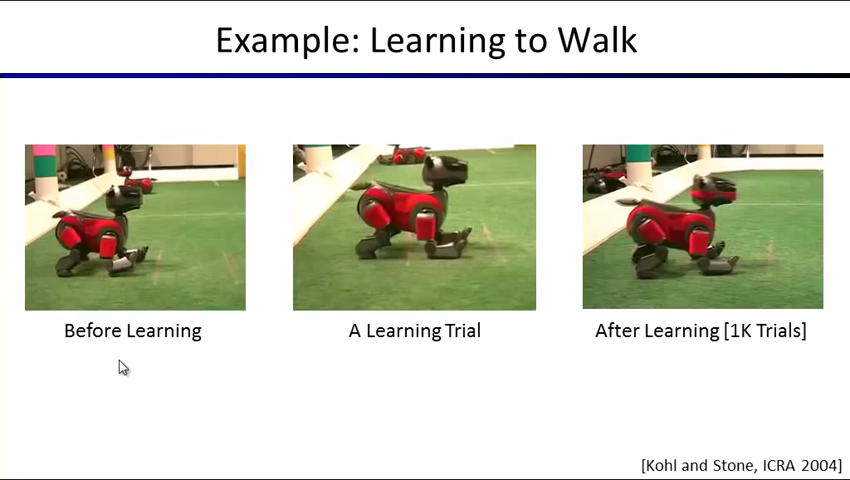 Example: Learning to Walk
Before Learning
A Learning Trial
After Learning [1K Trials]
[Kohl and Stone, ICRA 2004]